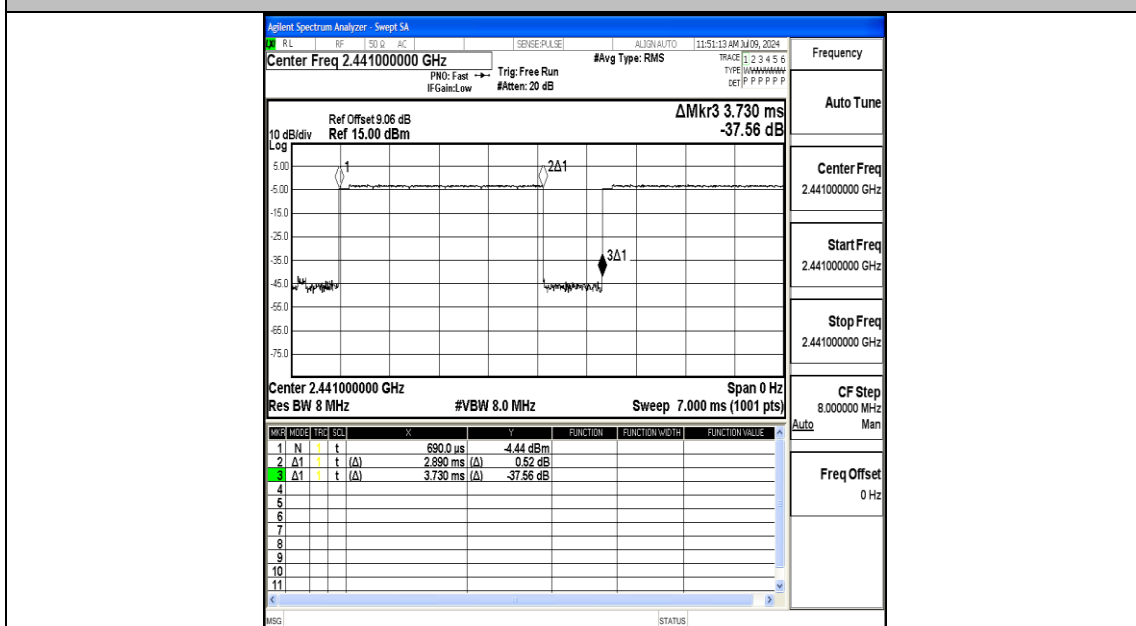 Agilent Spectrum Analyzer - Swept SA
RL RF 50 Ω AC SENSE:PULSE ALIGN AUTO 11:51:13 AM Jul 09, 2024
Center Freq 2.441000000 GHz
PNO: Fast
IFGain:Low
Trig: Free Run
#Atten: 20 dB
#Avg Type: RMS
TRACE 1 2 3 4 5 6
TYPE
DET P P P P P P
Frequency
Auto Tune
Center Freq
2.441000000 GHz
Start Freq
2.441000000 GHz
Stop Freq
2.441000000 GHz
CF Step
8.000000 MHz
Auto Man
Freq Offset
0 Hz
ΔMkr3 3.730 ms
-37.56 dB
Ref Offset 9.06 dB
10 dB/div Ref 15.00 dBm
Log
5.00
-5.00
-15.0
-25.0
-35.0
-45.0
-55.0
-65.0
-75.0
1
2Δ1
3Δ1
Center 2.441000000 GHz Span 0 Hz
Res BW 8 MHz #VBW 8.0 MHz Sweep 7.000 ms (1001 pts)
MKR MODE TRC SCL X Y FUNCTION FUNCTION WIDTH FUNCTION VALUE
1 N 1 t 690.0 us -4.44 dBm
2 Δ1 1 t (Δ) 2.890 ms (Δ) 0.52 dB
3 Δ1 1 t (Δ) 3.730 ms (Δ) -37.56 dB
4
5
6
7
8
9
10
11
MSG STATUS